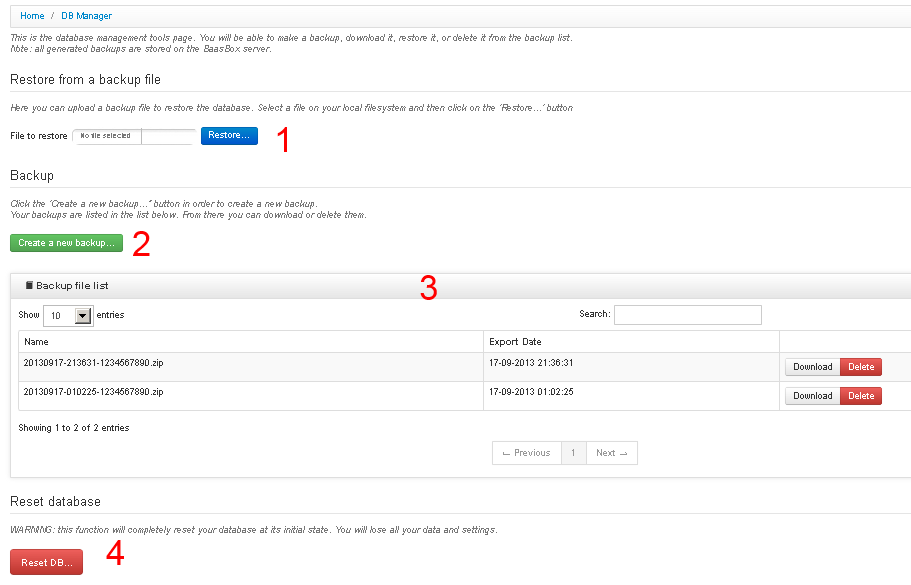 Home / DB Manager
This is the database management tools page. You will be able to make a backup, download it, restore it, or delete it from the backup list.
Note: all generated backups are stored on the BaasBox server.
Restore from a backup file
Here you can upload a backup file to restore the database. Select a file on your local filesystem and then click on the 'Restore...' button
File to restore No file selected Restore... 1
Backup
Click the 'Create a new backup...' button in order to create a new backup.
Your backups are listed in the list below. From there you can download or delete them.
Create a new backup... 2
Backup file list 3
Show 10 entries Search:
Name Export Date
20130917-213631-1234567890.zip 17-09-2013 21:36:31 Download Delete
20130917-010225-1234567890.zip 17-09-2013 01:02:25 Download Delete
Showing 1 to 2 of 2 entries
← Previous 1 Next →
Reset database
WARNING: this function will completely reset your database at its initial state. You will lose all your data and settings.
Reset DB... 4